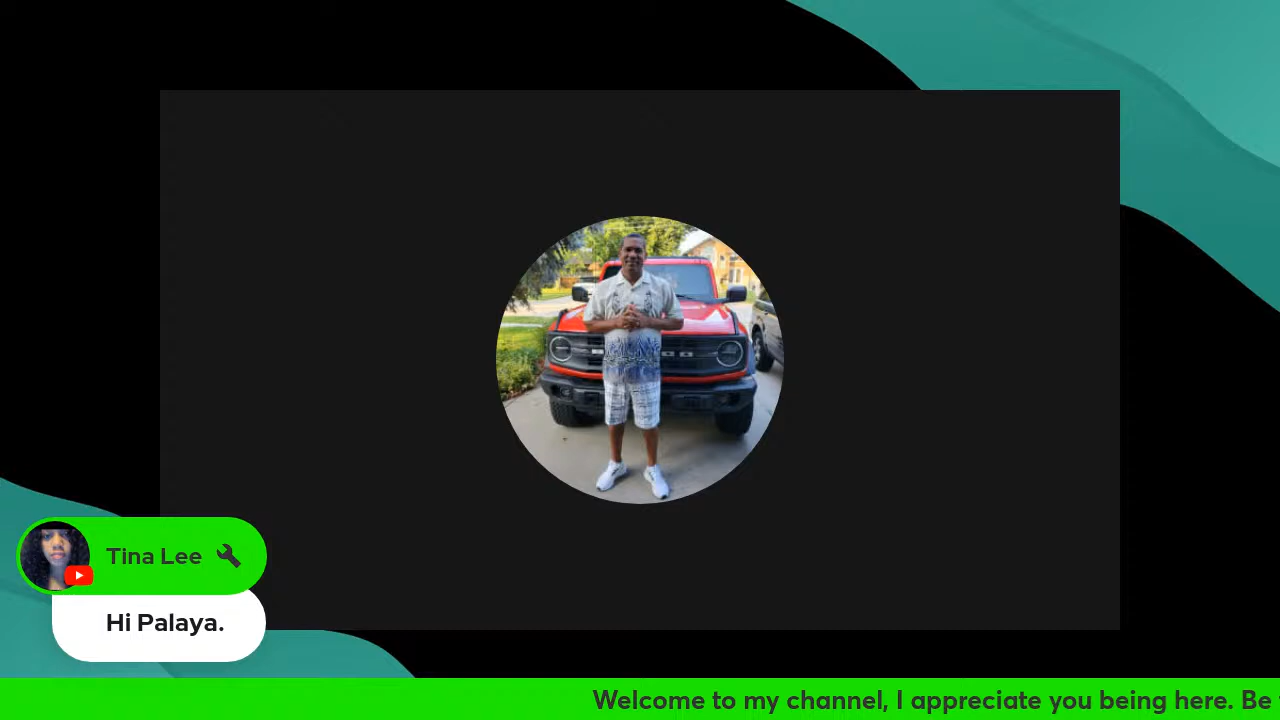 Tina Lee
Hi Palaya.
Welcome to my channel, I appreciate you being here. Be